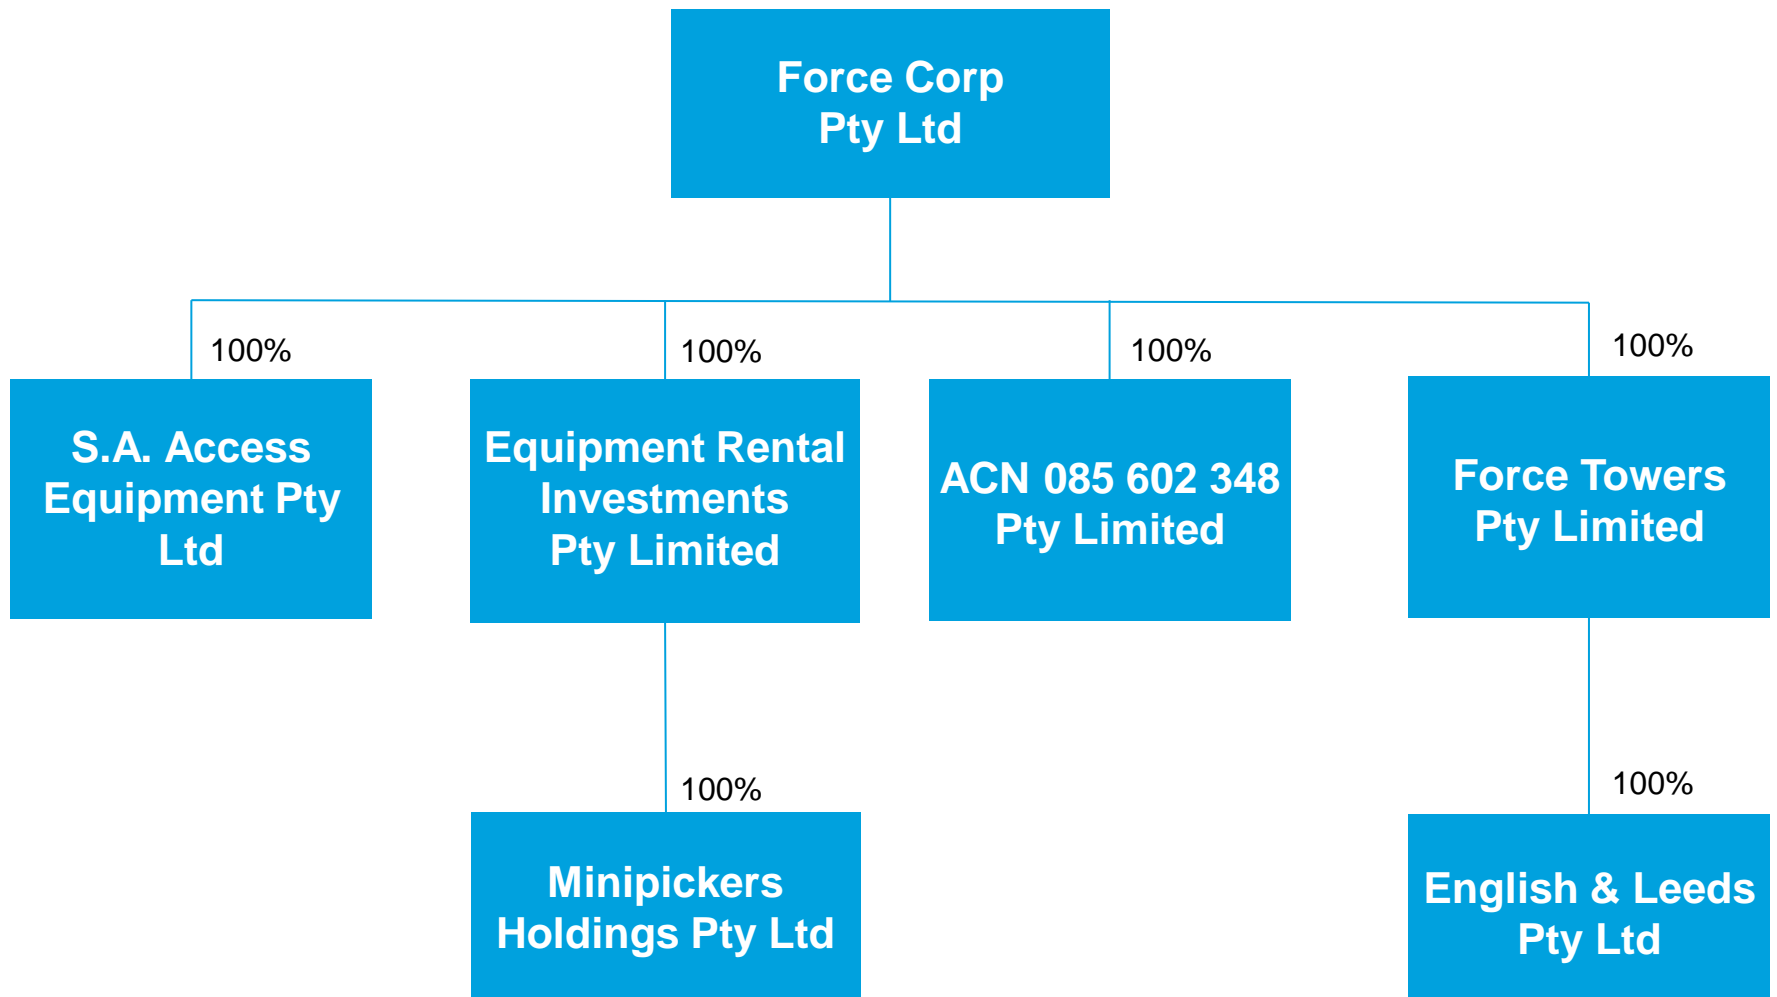 Force Corp
Pty Ltd
100%
100%
100%
100%
S.A. Access
Equipment Pty
Ltd
Equipment Rental
Investments
Pty Limited
ACN 085 602 348
Pty Limited
Force Towers
Pty Limited
100%
100%
Minipickers
Holdings Pty Ltd
English & Leeds
Pty Ltd